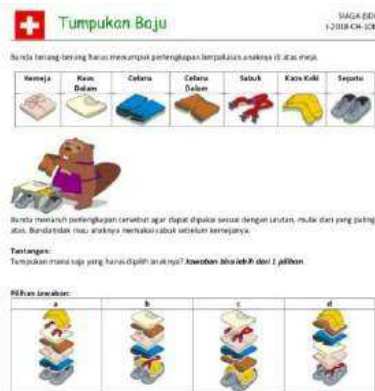 Tumpukan Baju
SIAGA (SD)
I-2018-CH-10B
Bunda berang-berang harus menumpuk perlengkapan berpakaian anaknya di atas meja.
Kemeja Kaos Dalam Celana Celana Dalam Sabuk Kaos Kaki Sepatu
Bunda menaruh perlengkapan tersebut agar dapat dipakai sesuai dengan urutan, mulai dari yang paling
atas. Bunda tidak mau anaknya memakai sabuk sebelum kemejanya.
Tantangan:
Tumpukan mana saja yang harus dipilih anaknya? Jawaban bisa lebih dari 1 pilihan.
Pilihan Jawaban:
a b c d